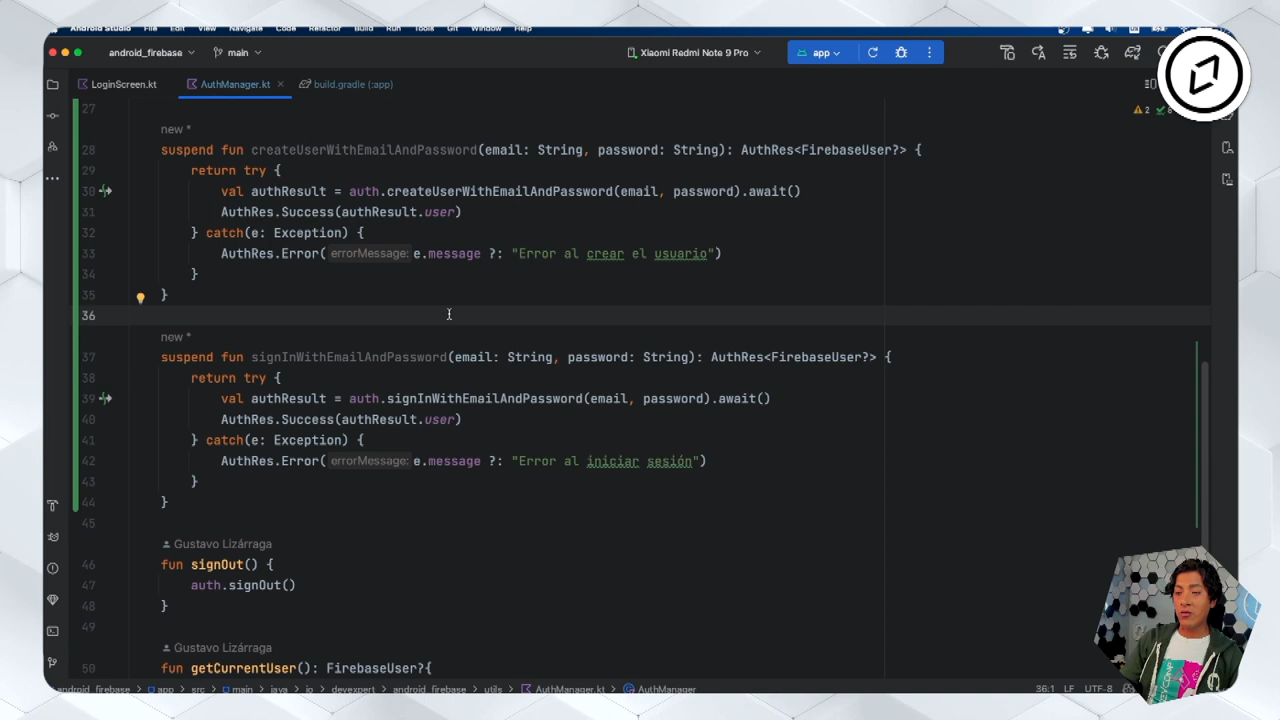 Android Studio File Edit View Navigate Code Refactor Build Run Tools Git Window Help
android_firebase main Xiaomi Redmi Note 9 Pro app
LoginScreen.kt AuthManager.kt build.gradle (:app)
27
2
new *
28 suspend fun createUserWithEmailAndPassword(email: String, password: String): AuthRes<FirebaseUser?> {
29 return try {
30 val authResult = auth.createUserWithEmailAndPassword(email, password).await()
31 AuthRes.Success(authResult.user)
32 } catch(e: Exception) {
33 AuthRes.Error( errorMessage: e.message ?: "Error al crear el usuario")
34 }
35 }
36
new *
37 suspend fun signInWithEmailAndPassword(email: String, password: String): AuthRes<FirebaseUser?> {
38 return try {
39 val authResult = auth.signInWithEmailAndPassword(email, password).await()
40 AuthRes.Success(authResult.user)
41 } catch(e: Exception) {
42 AuthRes.Error( errorMessage: e.message ?: "Error al iniciar sesión")
43 }
44 }
45
Gustavo Lizárraga
46 fun signOut() {
47 auth.signOut()
48 }
49
Gustavo Lizárraga
50 fun getCurrentUser(): FirebaseUser?{
android_firebase app src main java io devexpert android_firebase utils AuthManager.kt AuthManager 36:1 LF UTF-8